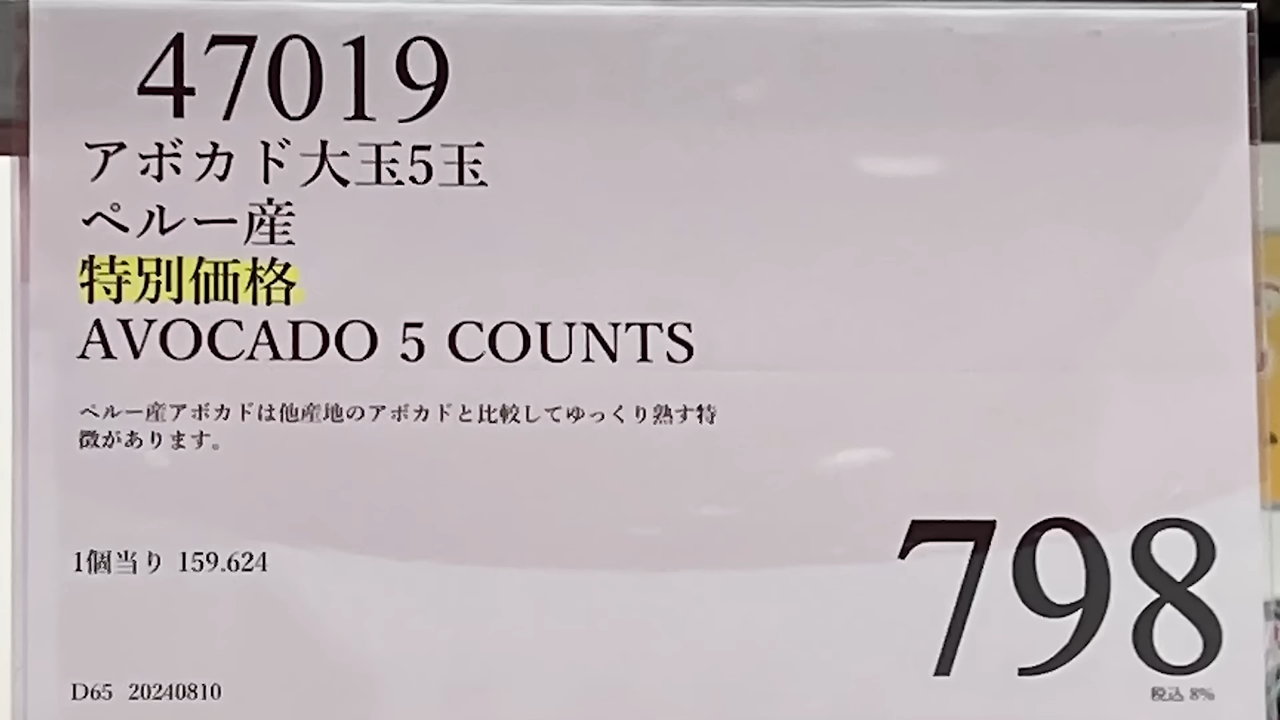 47019
アボカド大玉5玉
ペルー産
特別価格
AVOCADO 5 COUNTS
ペルー産アボカドは他産地のアボカドと比較してゆっくり熟す特
徴があります。
1個当り 159.624
798
税込 8%
D65 20240810